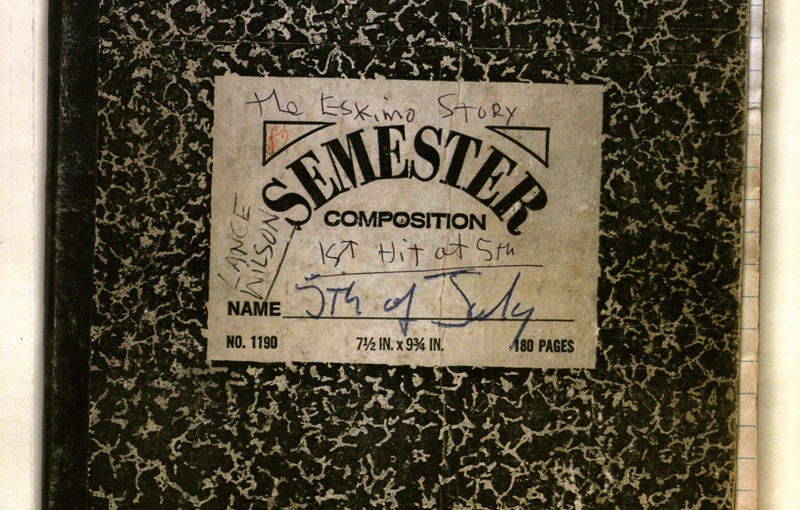 The Eskimo Story
SEMESTER
COMPOSITION
LANCE
WILSON
1st Hit at 5th
NAME 5th of July
NO. 1190 7½ IN. x 9¾ IN. 180 PAGES